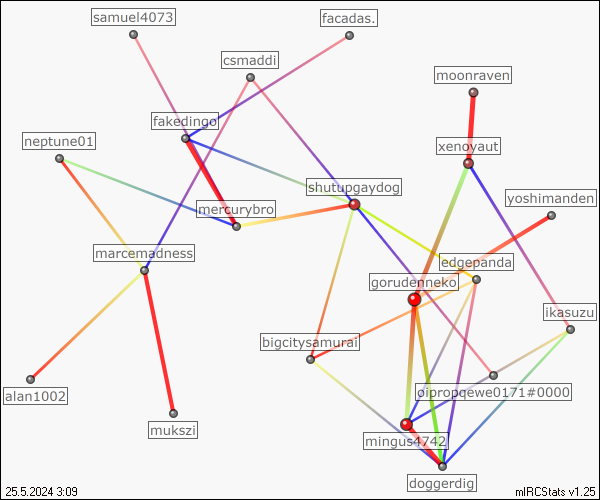 samuel4073
facadas.
csmaddi
moonraven
fakedingo
neptune01
xenoyaut
shutupgaydog
yoshimanden
mercurybro
marcemadness
edgepanda
gorudenneko
ikasuzu
bigcitysamurai
alan1002
øipropqewe0171#0000
mukszi
mingus4742
doggerdig
25.5.2024 3:09
mIRCStats v1.25